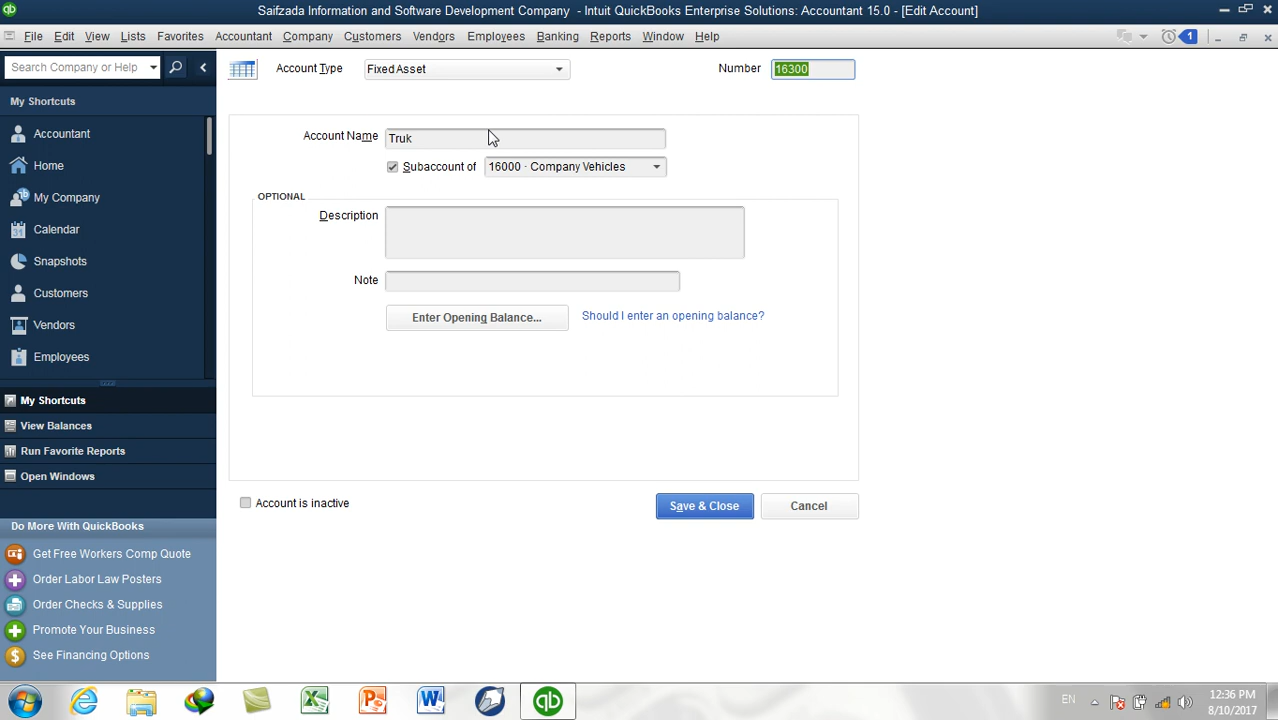 Saifzada Information and Software Development Company - Intuit QuickBooks Enterprise Solutions: Accountant 15.0 - [Edit Account]
File Edit View Lists Favorites Accountant Company Customers Vendors Employees Banking Reports Window Help
1
Search Company or Help
My Shortcuts
Accountant
Home
My Company
Calendar
Snapshots
Customers
Vendors
Employees
My Shortcuts
View Balances
Run Favorite Reports
Open Windows
Do More With QuickBooks
Get Free Workers Comp Quote
Order Labor Law Posters
Order Checks & Supplies
Promote Your Business
See Financing Options
Account Type Fixed Asset Number 16300
Account Name Truk
Subaccount of 16000 · Company Vehicles
OPTIONAL
Description
Note
Enter Opening Balance... Should I enter an opening balance?
Account is inactive Save & Close Cancel
EN 12:36 PM
8/10/2017